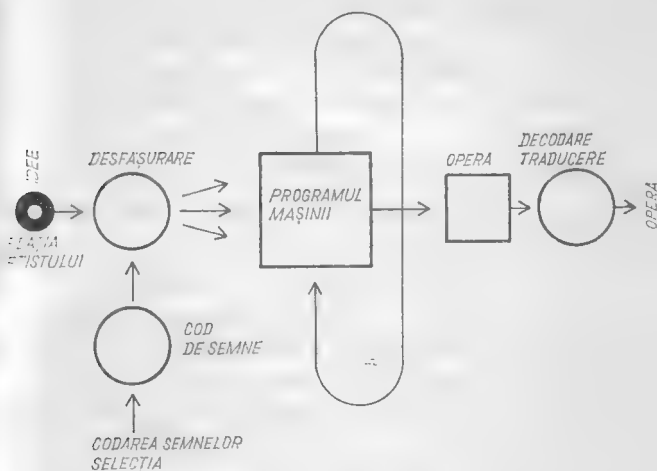 IDEE
DESFĂȘURARE
PROGRAMUL
MAȘINII
OPERA
DECODARE
TRADUCERE
OPERA
COD
DE SEMNE
CODAREA SEMNELOR
SELECTIA